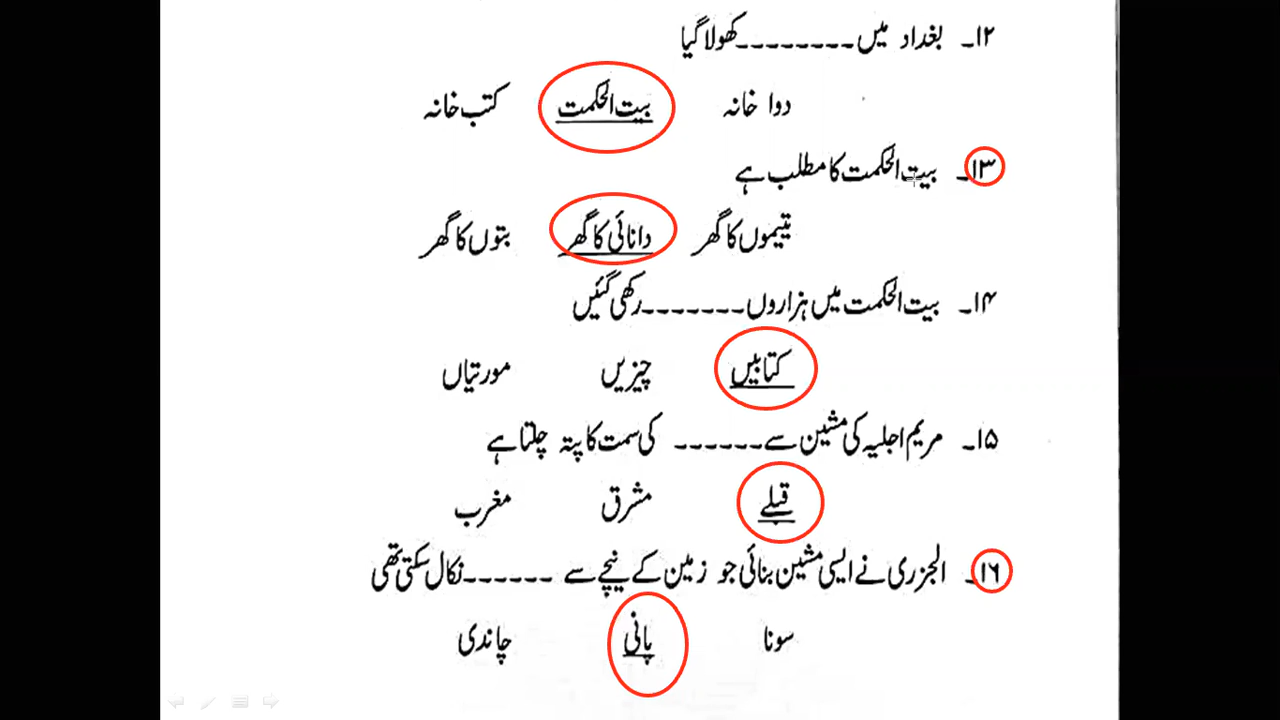 ۱۲۔ بغداد میں ۔۔۔۔۔۔۔۔ کھولا گیا
دوا خانہ بیت الحکمت کتب خانہ
۱۳۔ بیت الحکمت کا مطلب ہے
یتیموں کا گھر دانائی کا گھر بتوں کا گھر
۱۴۔ بیت الحکمت میں ہزاروں ۔۔۔۔۔۔۔ رکھی گئیں
کتابیں چیزیں مورتیاں
۱۵۔ مریم اجلیہ کی مشین سے ۔۔۔۔۔۔ کی سمت کا پتہ چلتا ہے
قبلے مشرق مغرب
۱۶۔ الجزری نے ایسی مشین بنائی جو زمین کے نیچے سے ۔۔۔۔۔۔ نکال سکتی تھی
سونا پانی چاندی